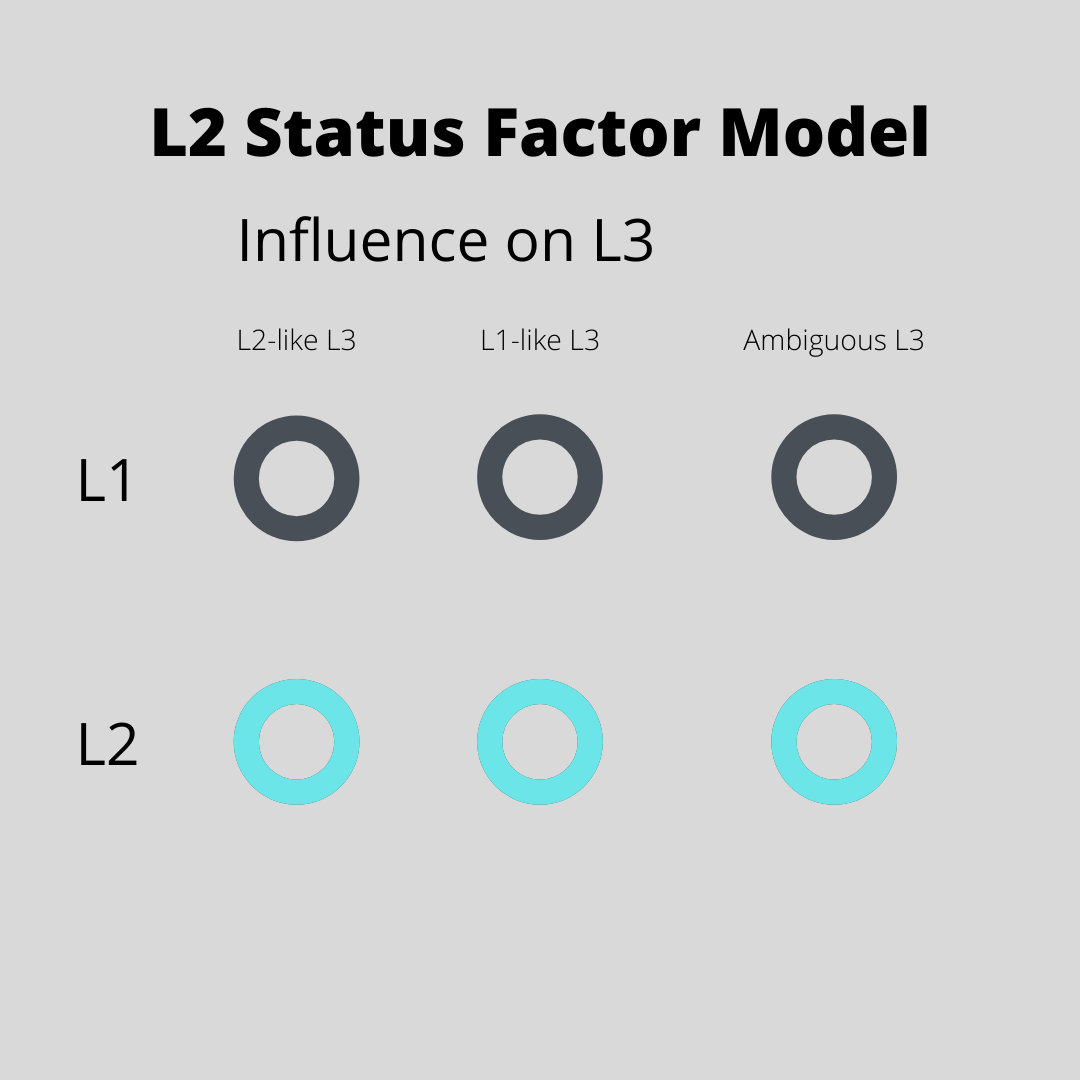 L2 Status Factor Model
Influence on L3
L2-like L3
L1-like L3
Ambiguous L3
L1
L2